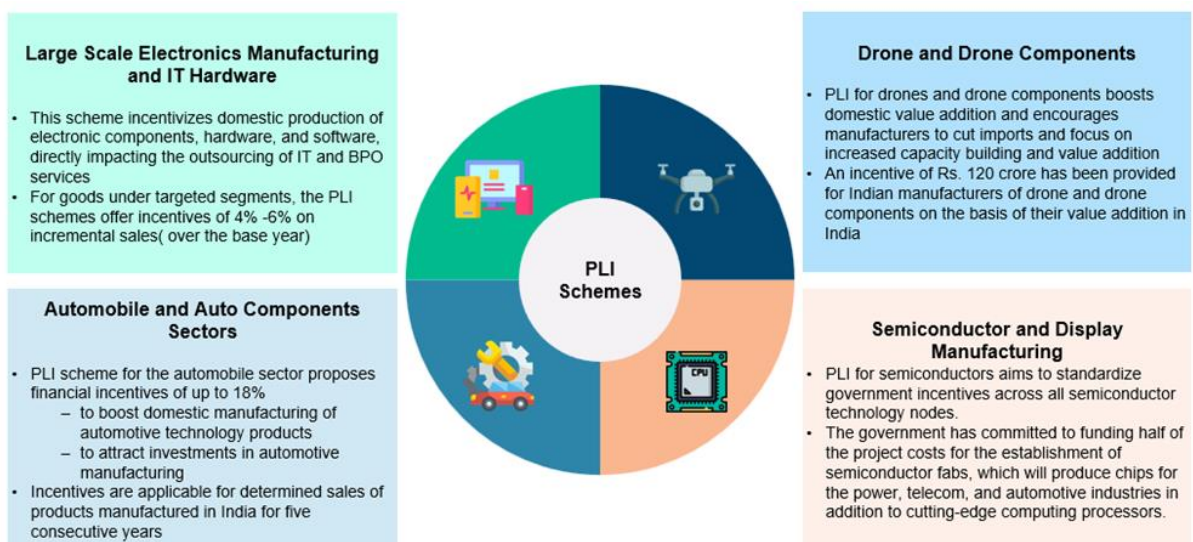 Large Scale Electronics Manufacturing
and IT Hardware
• This scheme incentivizes domestic production of
electronic components, hardware, and software,
directly impacting the outsourcing of IT and BPO
services
• For goods under targeted segments, the PLI
schemes offer incentives of 4% -6% on
incremental sales( over the base year)
Automobile and Auto Components
Sectors
• PLI scheme for the automobile sector proposes
financial incentives of up to 18%
– to boost domestic manufacturing of
automotive technology products
– to attract investments in automotive
manufacturing
• Incentives are applicable for determined sales of
products manufactured in India for five
consecutive years
PLI
Schemes
CPU
Drone and Drone Components
• PLI for drones and drone components boosts
domestic value addition and encourages
manufacturers to cut imports and focus on
increased capacity building and value addition
• An incentive of Rs. 120 crore has been provided
for Indian manufacturers of drone and drone
components on the basis of their value addition in
India
Semiconductor and Display
Manufacturing
• PLI for semiconductors aims to standardize
government incentives across all semiconductor
technology nodes.
• The government has committed to funding half of
the project costs for the establishment of
semiconductor fabs, which will produce chips for
the power, telecom, and automotive industries in
addition to cutting-edge computing processors.